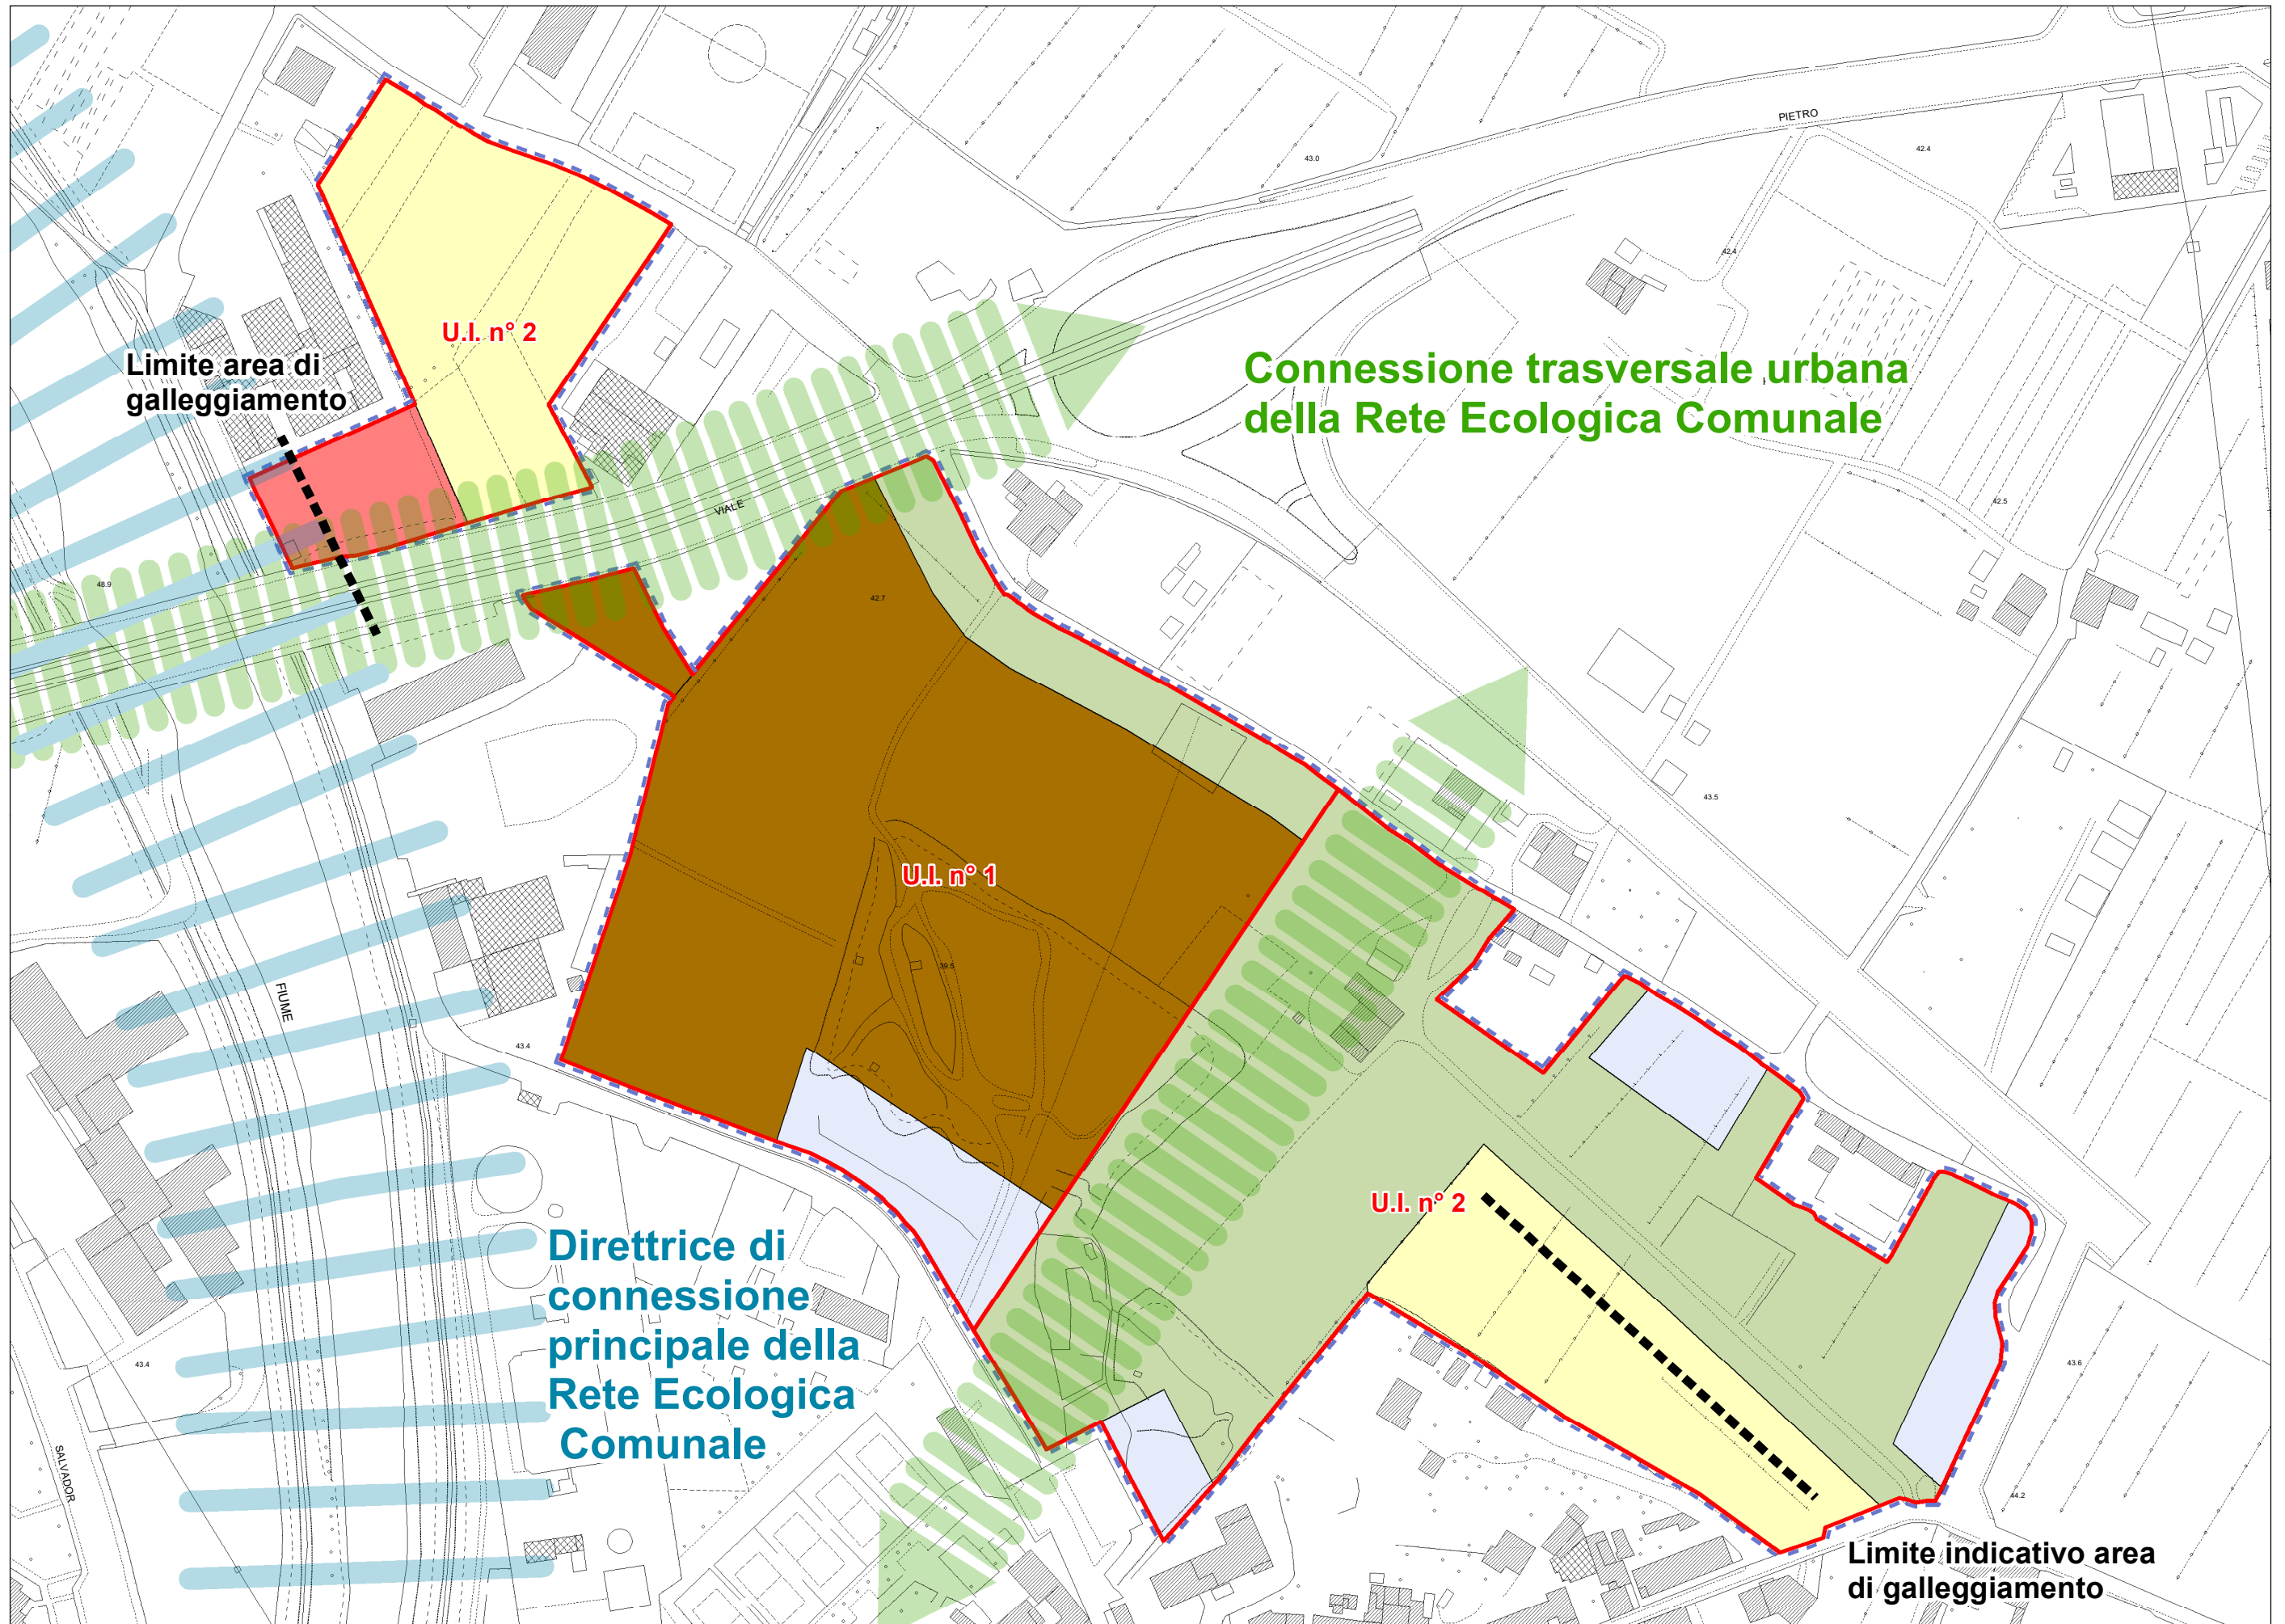 PIETRO
43.0
42.4
42.4
U.I. n° 2
Limite area di
galleggiamento
Connessione trasversale urbana
della Rete Ecologica Comunale
42.5
VIALE
48.9
42.7
43.5
U.I. n° 1
39.5
FIUME
43.4
U.I. n° 2
Direttrice di
connessione
principale della
Rete Ecologica
Comunale
43.4
43.6
SALVADOR
44.2
Limite indicativo area
di galleggiamento